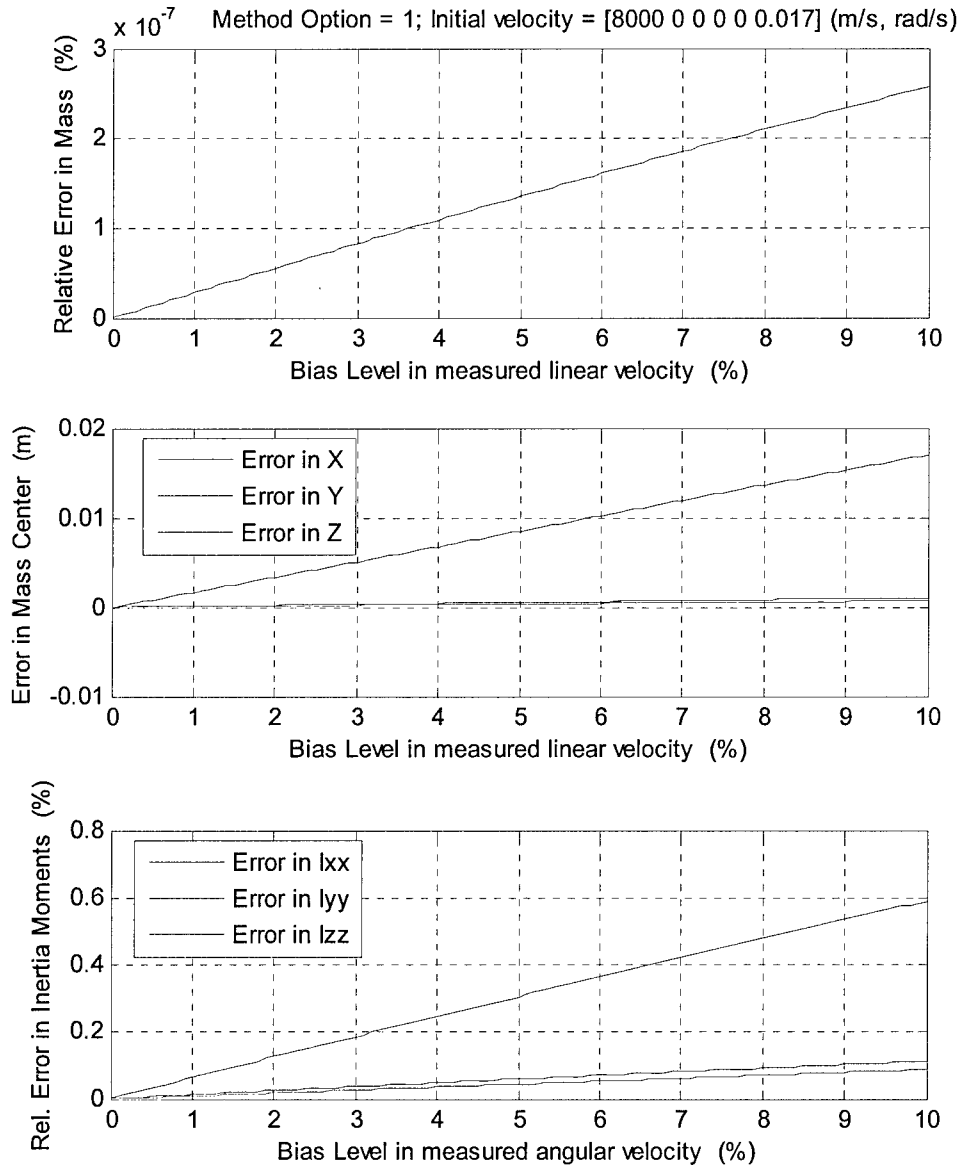 Method Option = 1; Initial velocity = [8000 0 0 0 0 0.017] (m/s, rad/s)
x 10-7
Relative Error in Mass (%)
3
2
1
0
0 1 2 3 4 5 6 7 8 9 10
Bias Level in measured linear velocity (%)
Error in Mass Center (m)
0.02
0.01
0
-0.01
Error in X
Error in Y
Error in Z
0 1 2 3 4 5 6 7 8 9 10
Bias Level in measured linear velocity (%)
Rel. Error in Inertia Moments (%)
0.8
0.6
0.4
0.2
0
Error in Ixx
Error in Iyy
Error in Izz
0 1 2 3 4 5 6 7 8 9 10
Bias Level in measured angular velocity (%)